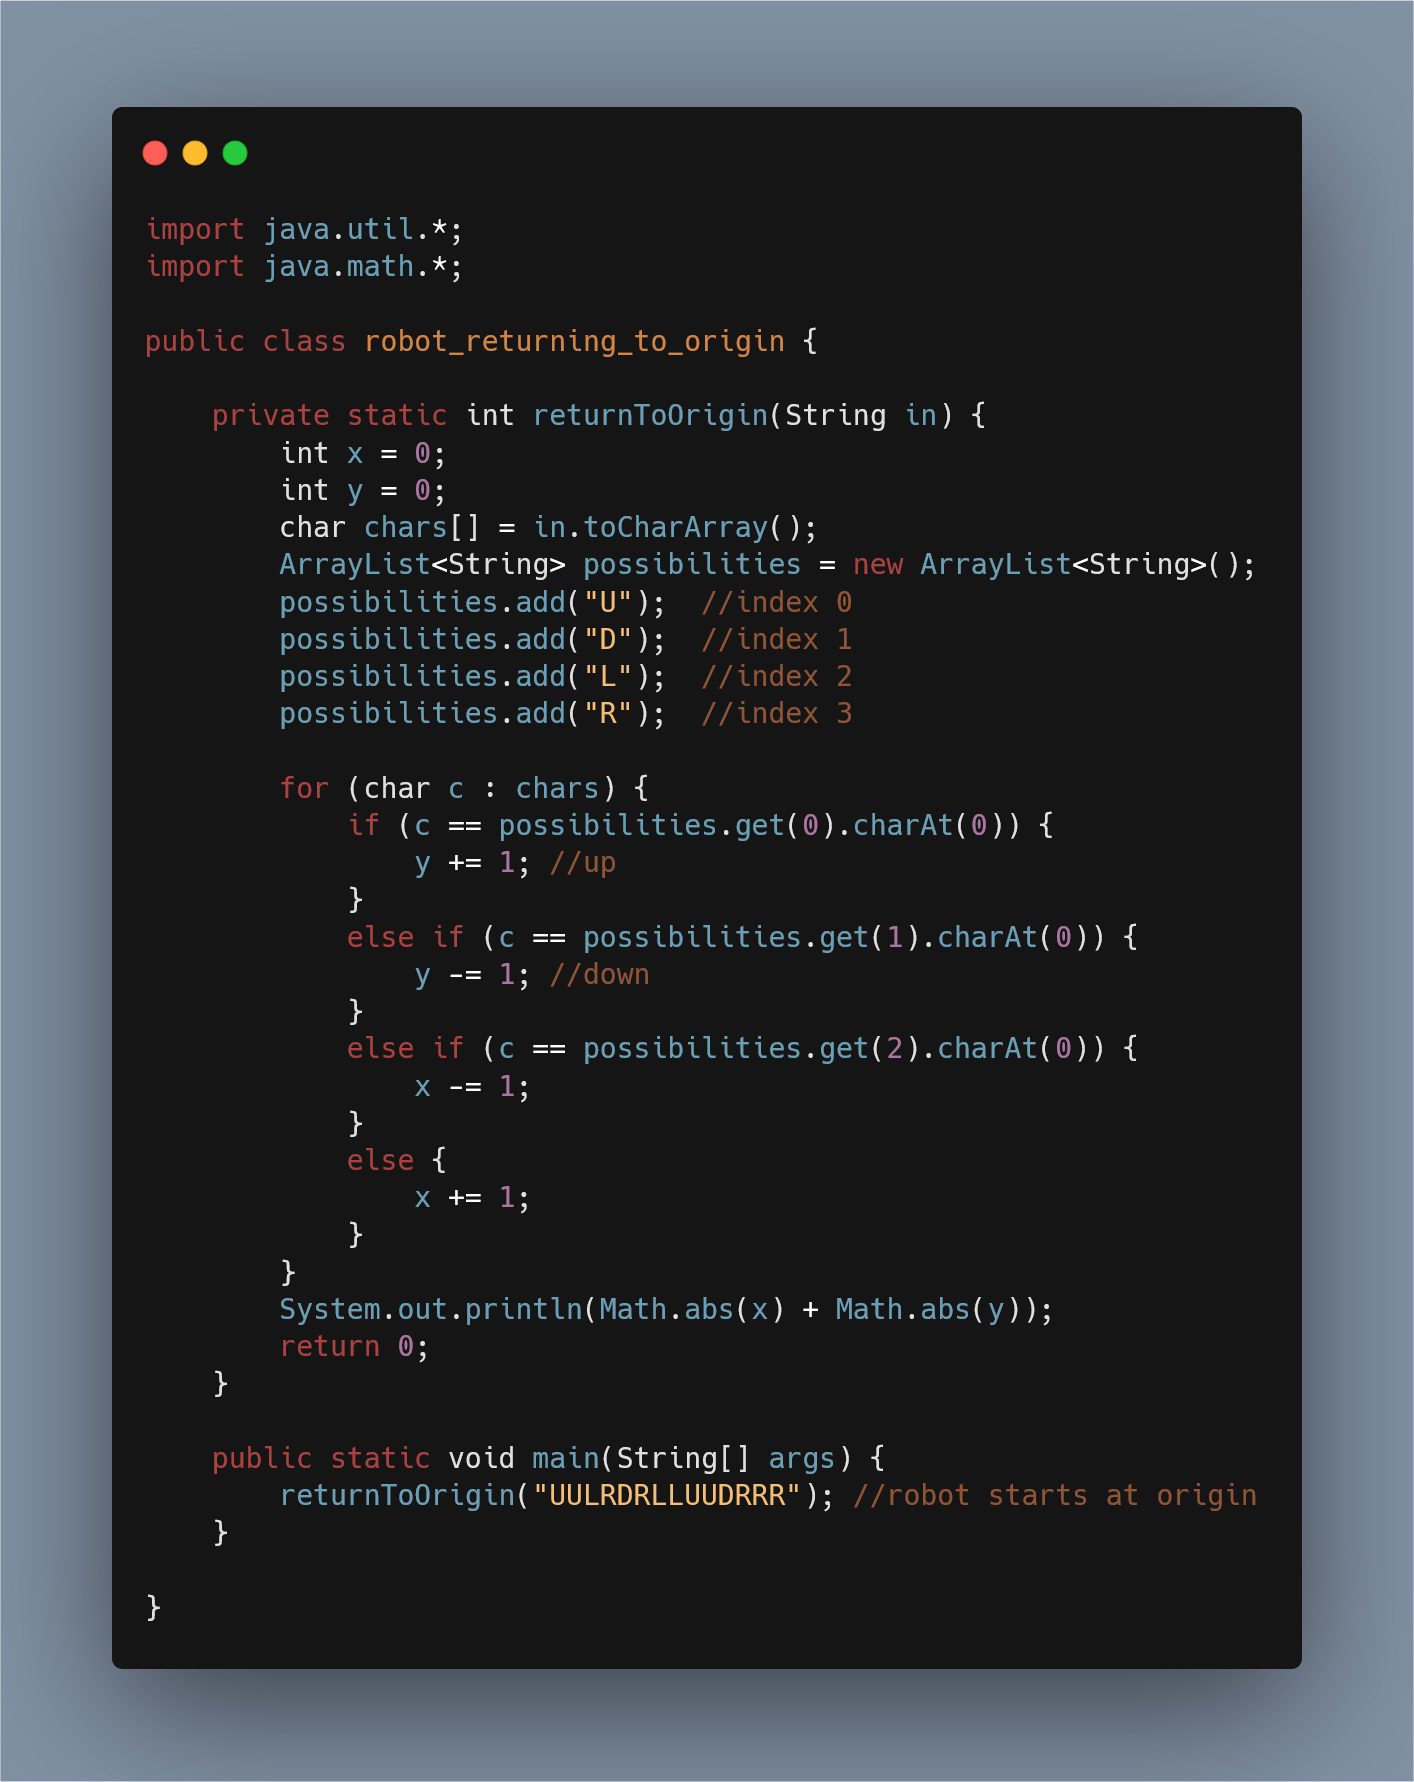 import java.util.*;
import java.math.*;

public class robot_returning_to_origin {

    private static int returnToOrigin(String in) {
        int x = 0;
        int y = 0;
        char chars[] = in.toCharArray();
        ArrayList<String> possibilities = new ArrayList<String>();
        possibilities.add("U");  //index 0
        possibilities.add("D");  //index 1
        possibilities.add("L");  //index 2
        possibilities.add("R");  //index 3

        for (char c : chars) {
            if (c == possibilities.get(0).charAt(0)) {
                y += 1; //up
            }
            else if (c == possibilities.get(1).charAt(0)) {
                y -= 1; //down
            }
            else if (c == possibilities.get(2).charAt(0)) {
                x -= 1;
            }
            else {
                x += 1;
            }
        }
        System.out.println(Math.abs(x) + Math.abs(y));
        return 0;
    }

    public static void main(String[] args) {
        returnToOrigin("UULRDRLLUUDRRR"); //robot starts at origin
    }

}